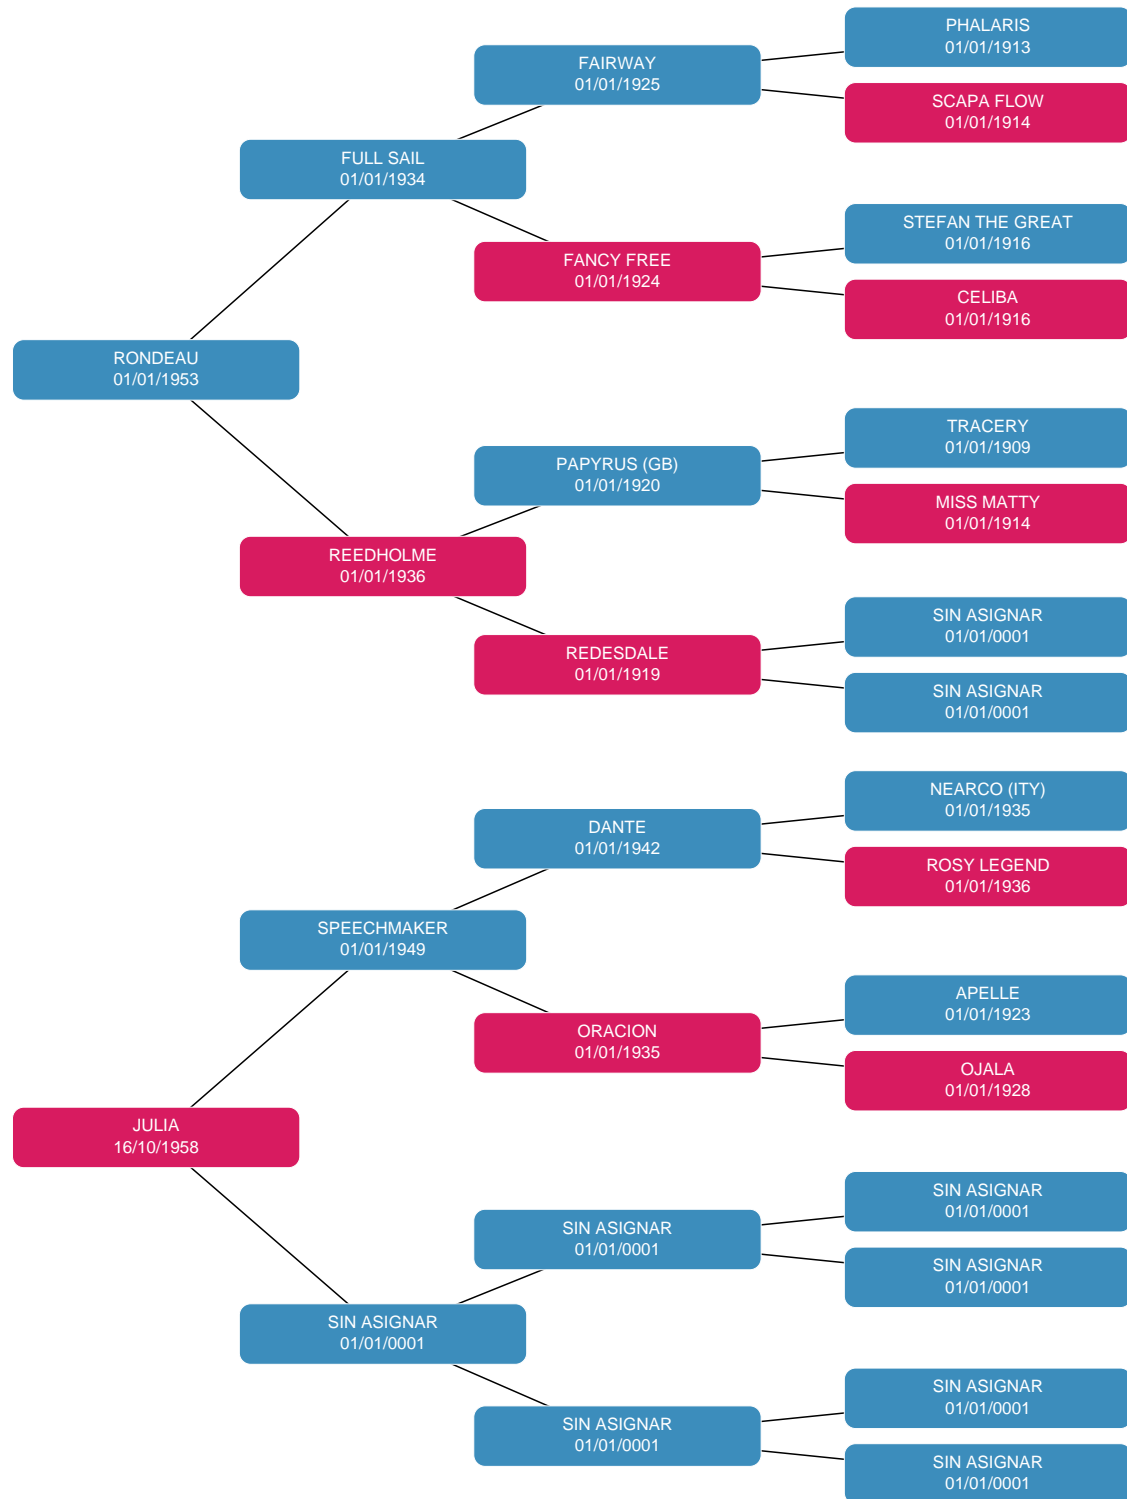 PHALARIS
01/01/1913
FAIRWAY
01/01/1925
SCAPA FLOW
01/01/1914
FULL SAIL
01/01/1934
STEFAN THE GREAT
01/01/1916
FANCY FREE
01/01/1924
CELIBA
01/01/1916
RONDEAU
01/01/1953
TRACERY
01/01/1909
PAPYRUS (GB)
01/01/1920
MISS MATTY
01/01/1914
REEDHOLME
01/01/1936
SIN ASIGNAR
01/01/0001
REDESDALE
01/01/1919
SIN ASIGNAR
01/01/0001
NEARCO (ITY)
01/01/1935
DANTE
01/01/1942
ROSY LEGEND
01/01/1936
SPEECHMAKER
01/01/1949
APELLE
01/01/1923
ORACION
01/01/1935
OJALA
01/01/1928
JULIA
16/10/1958
SIN ASIGNAR
01/01/0001
SIN ASIGNAR
01/01/0001
SIN ASIGNAR
01/01/0001
SIN ASIGNAR
01/01/0001
SIN ASIGNAR
01/01/0001
SIN ASIGNAR
01/01/0001
SIN ASIGNAR
01/01/0001